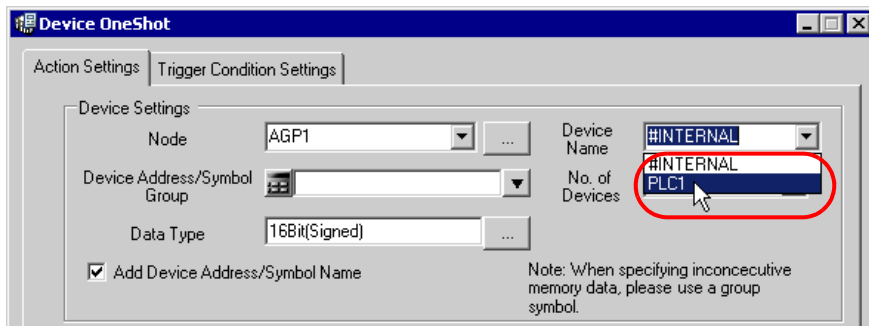 Device OneShot
Action Settings
Trigger Condition Settings
Device Settings
Node
AGP1
...
Device
Name
#INTERNAL
#INTERNAL
PLC1
Device Address/Symbol
Group
No. of
Devices
Data Type
16Bit(Signed)
...
Add Device Address/Symbol Name
Note: When specifying inconcecutive
memory data, please use a group
symbol.